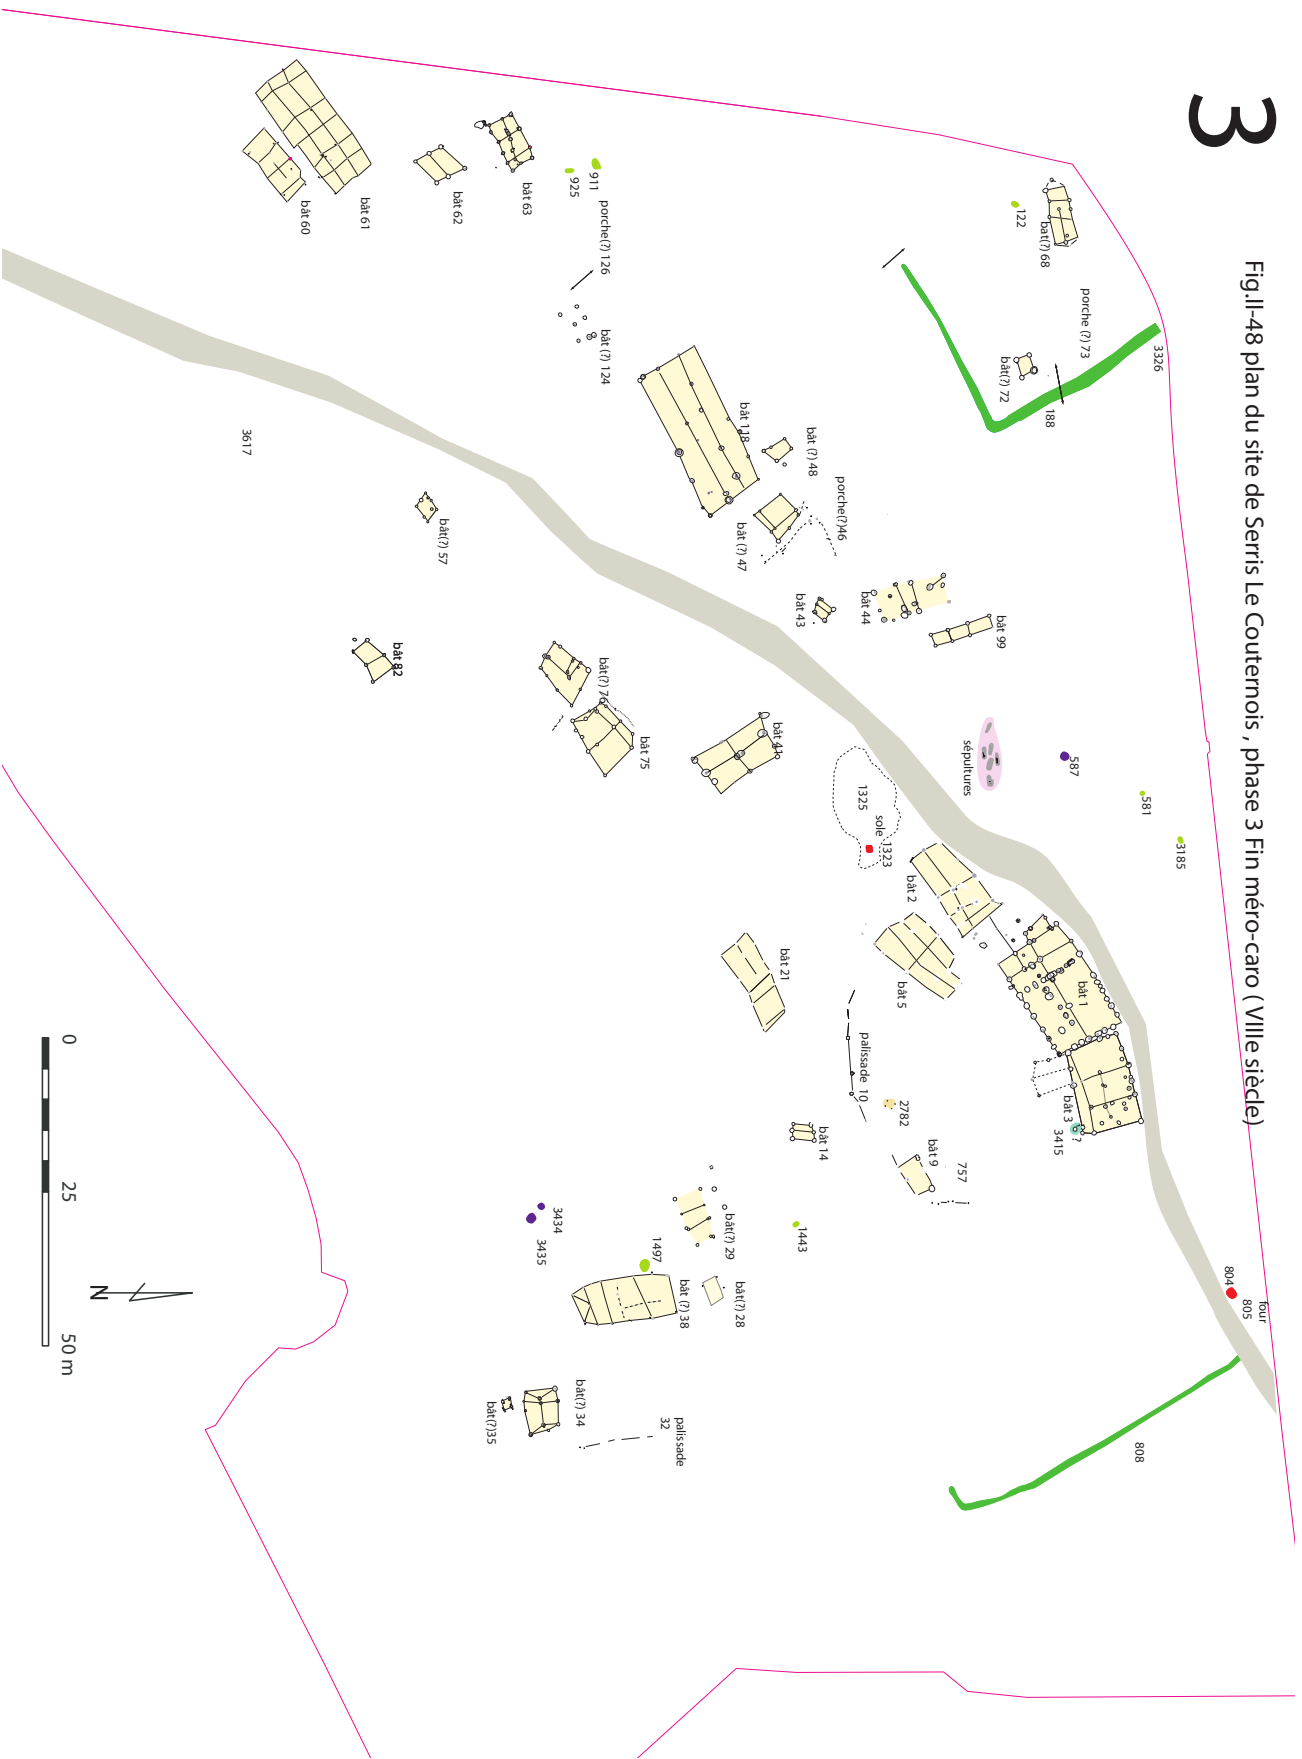 3
Fig.II-48 plan du site de Serris Le Couternois , phase 3 Fin méro-caro ( VIIIe siècle)
3326
porche (?) 73
bat(?) 68
122
bât(?) 72
188
911
925
porche(?) 126
bât (?) 124
bât 63
bât 62
bât 61
bât 60
bât 118
bât (?) 48
porche(?)46
bât (?) 47
bât 44
bât 43
bât 99
3617
bât(?) 57
bât 82
bât(?) 76
bât 75
bât 41
sépultures
587
581
3185
1325
sole
1323
bât 2
bât 5
bât 1
bât 3
3415
?
bât 21
palissade 10
2782
bât 9
757
bât 14
1443
bât(?) 29
bât(?) 28
3434
3435
1497
bât (?) 38
bât(?) 34
bât(?)35
palissade
32
804
805
four
808
0
25
50 m
N